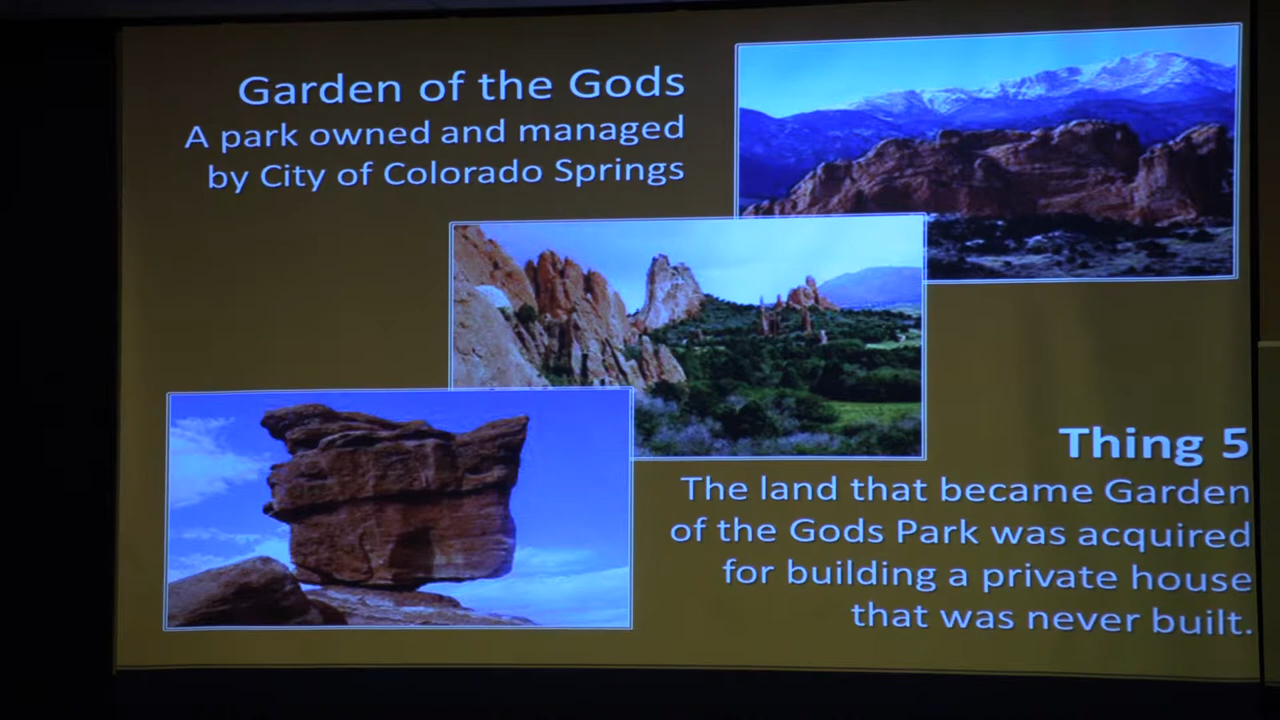 Garden of the Gods
A park owned and managed
by City of Colorado Springs
Thing 5
The land that became Garden
of the Gods Park was acquired
for building a private house
that was never built.